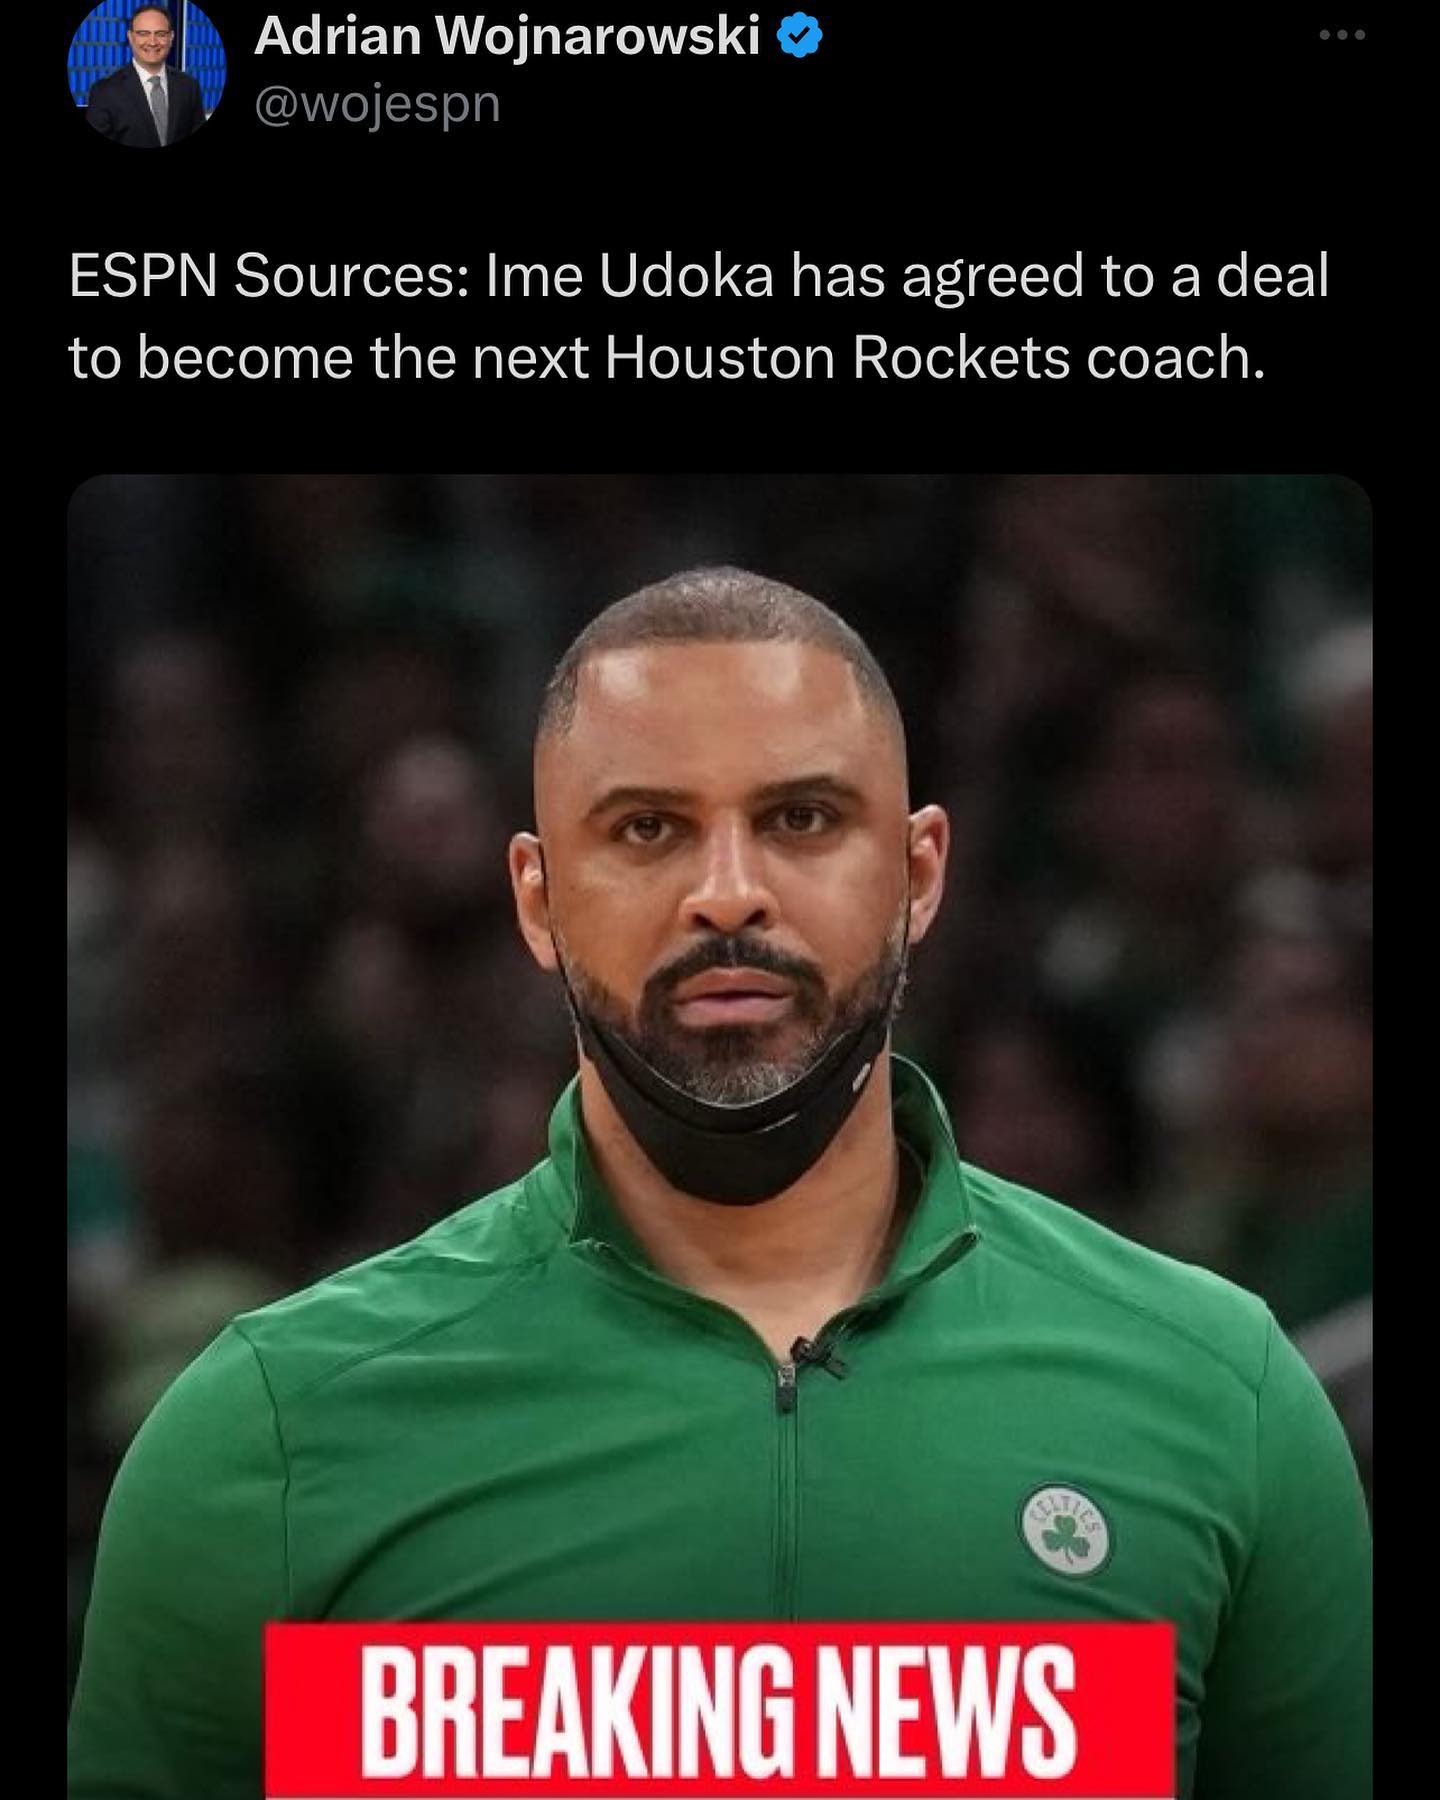 Adrian Wojnarowski
@wojespn
ESPN Sources: Ime Udoka has agreed to a deal
to become the next Houston Rockets coach.
CELTICS
BREAKING NEWS